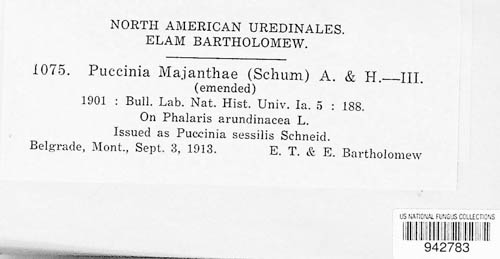 NORTH AMERICAN UREDINALES.
ELAM BARTHOLOMEW.
1075. Puccinia Majanthae (Schum) A. & H.—III.
(emended)
1901 : Bull. Lab. Nat. Hist. Univ. Ia. 5 : 188.
On Phalaris arundinacea L.
Issued as Puccinia sessilis Schneid.
Belgrade, Mont., Sept. 3, 1913. E. T. & E. Bartholomew
US NATIONAL FUNGUS COLLECTIONS
942783